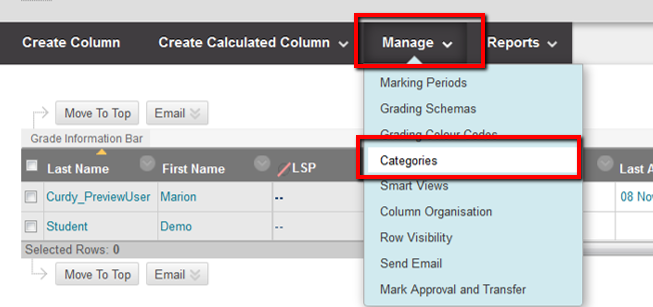 Create Column Create Calculated Column Manage Reports
Marking Periods
Grading Schemas
Move To Top Email
Grading Colour Codes
Grade Information Bar
Categories
Last Name First Name LSP Last A
Smart Views
Curdy_PreviewUser Marion -- 08 No
Column Organisation
Student Demo --
Row Visibility
Selected Rows: 0
Send Email
Move To Top Email
Mark Approval and Transfer